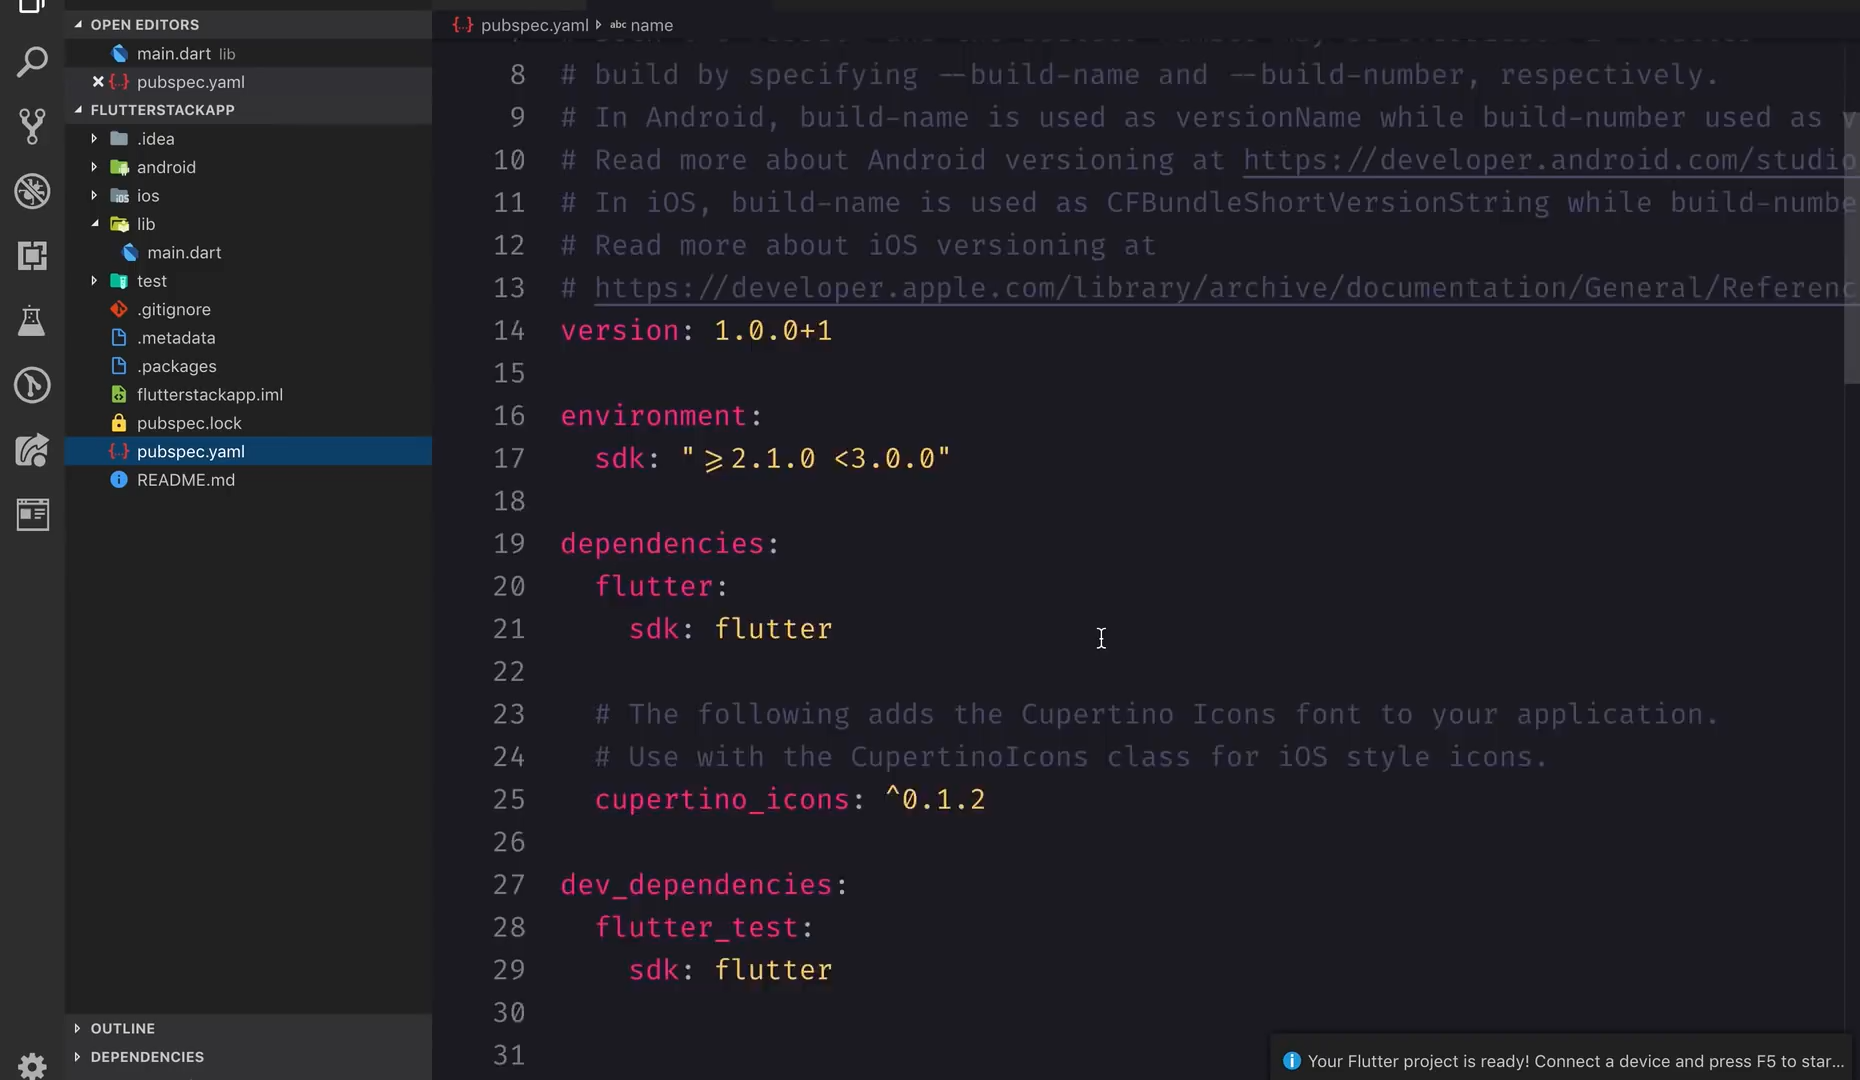 OPEN EDITORS
main.dart lib
pubspec.yaml
FLUTTERSTACKAPP
.idea
android
ios
lib
main.dart
test
.gitignore
.metadata
.packages
flutterstackapp.iml
pubspec.lock
pubspec.yaml
README.md
OUTLINE
DEPENDENCIES
pubspec.yaml abc name
8 # build by specifying --build-name and --build-number, respectively.
9 # In Android, build-name is used as versionName while build-number used as v
10 # Read more about Android versioning at https://developer.android.com/studio
11 # In iOS, build-name is used as CFBundleShortVersionString while build-numbe
12 # Read more about iOS versioning at
13 # https://developer.apple.com/library/archive/documentation/General/Referenc
14 version: 1.0.0+1
15
16 environment:
17 sdk: "⩾2.1.0 <3.0.0"
18
19 dependencies:
20 flutter:
21 sdk: flutter
22
23 # The following adds the Cupertino Icons font to your application.
24 # Use with the CupertinoIcons class for iOS style icons.
25 cupertino_icons: ^0.1.2
26
27 dev_dependencies:
28 flutter_test:
29 sdk: flutter
30
31
Your Flutter project is ready! Connect a device and press F5 to star...